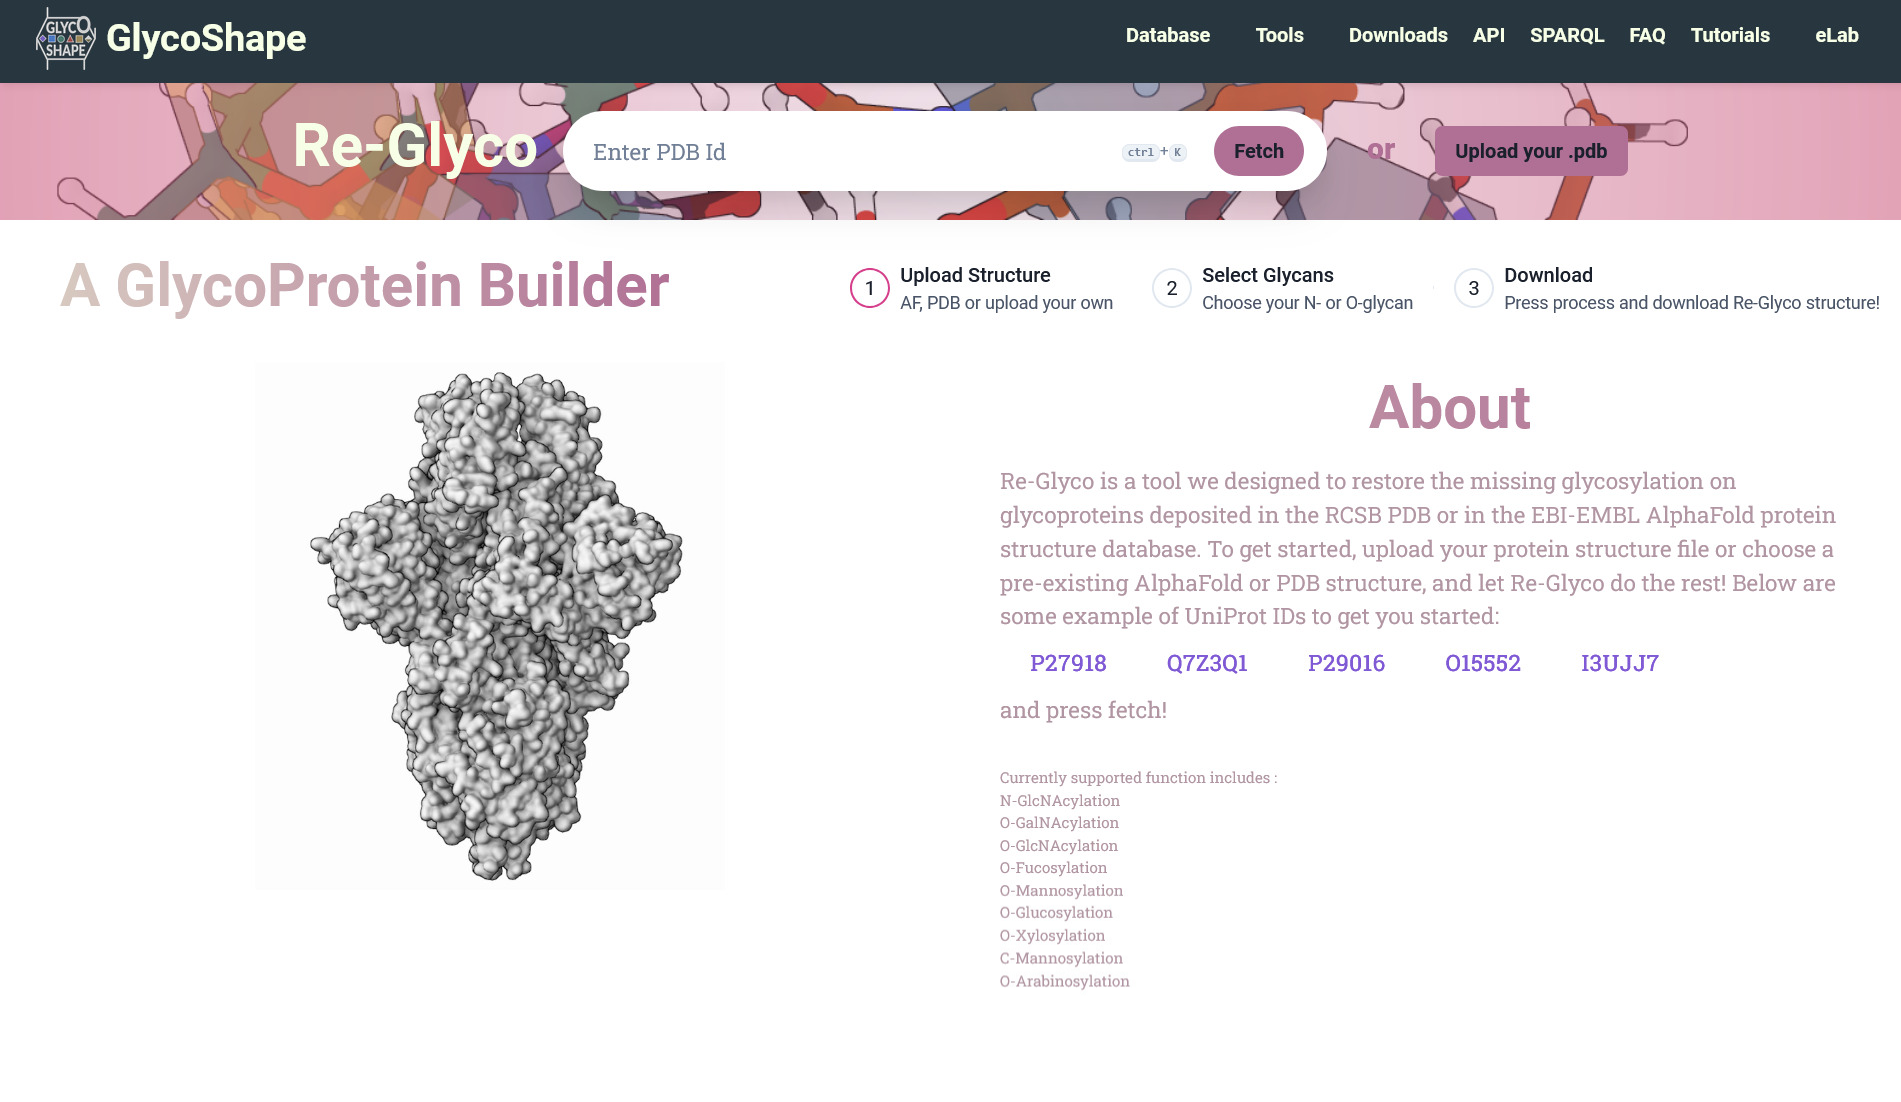 GLYCO
SHAPE
GlycoShape
Database Tools Downloads API SPARQL FAQ Tutorials eLab
Re-Glyco
Enter PDB Id
ctrl+K
Fetch
or
Upload your .pdb
A GlycoProtein Builder
1
Upload Structure
AF, PDB or upload your own
2
Select Glycans
Choose your N- or O-glycan
3
Download
Press process and download Re-Glyco structure!
About
Re-Glyco is a tool we designed to restore the missing glycosylation on
glycoproteins deposited in the RCSB PDB or in the EBI-EMBL AlphaFold protein
structure database. To get started, upload your protein structure file or choose a
pre-existing AlphaFold or PDB structure, and let Re-Glyco do the rest! Below are
some example of UniProt IDs to get you started:
P27918 Q7Z3Q1 P29016 O15552 I3UJJ7
and press fetch!
Currently supported function includes :
N-GlcNAcylation
O-GalNAcylation
O-GlcNAcylation
O-Fucosylation
O-Mannosylation
O-Glucosylation
O-Xylosylation
C-Mannosylation
O-Arabinosylation